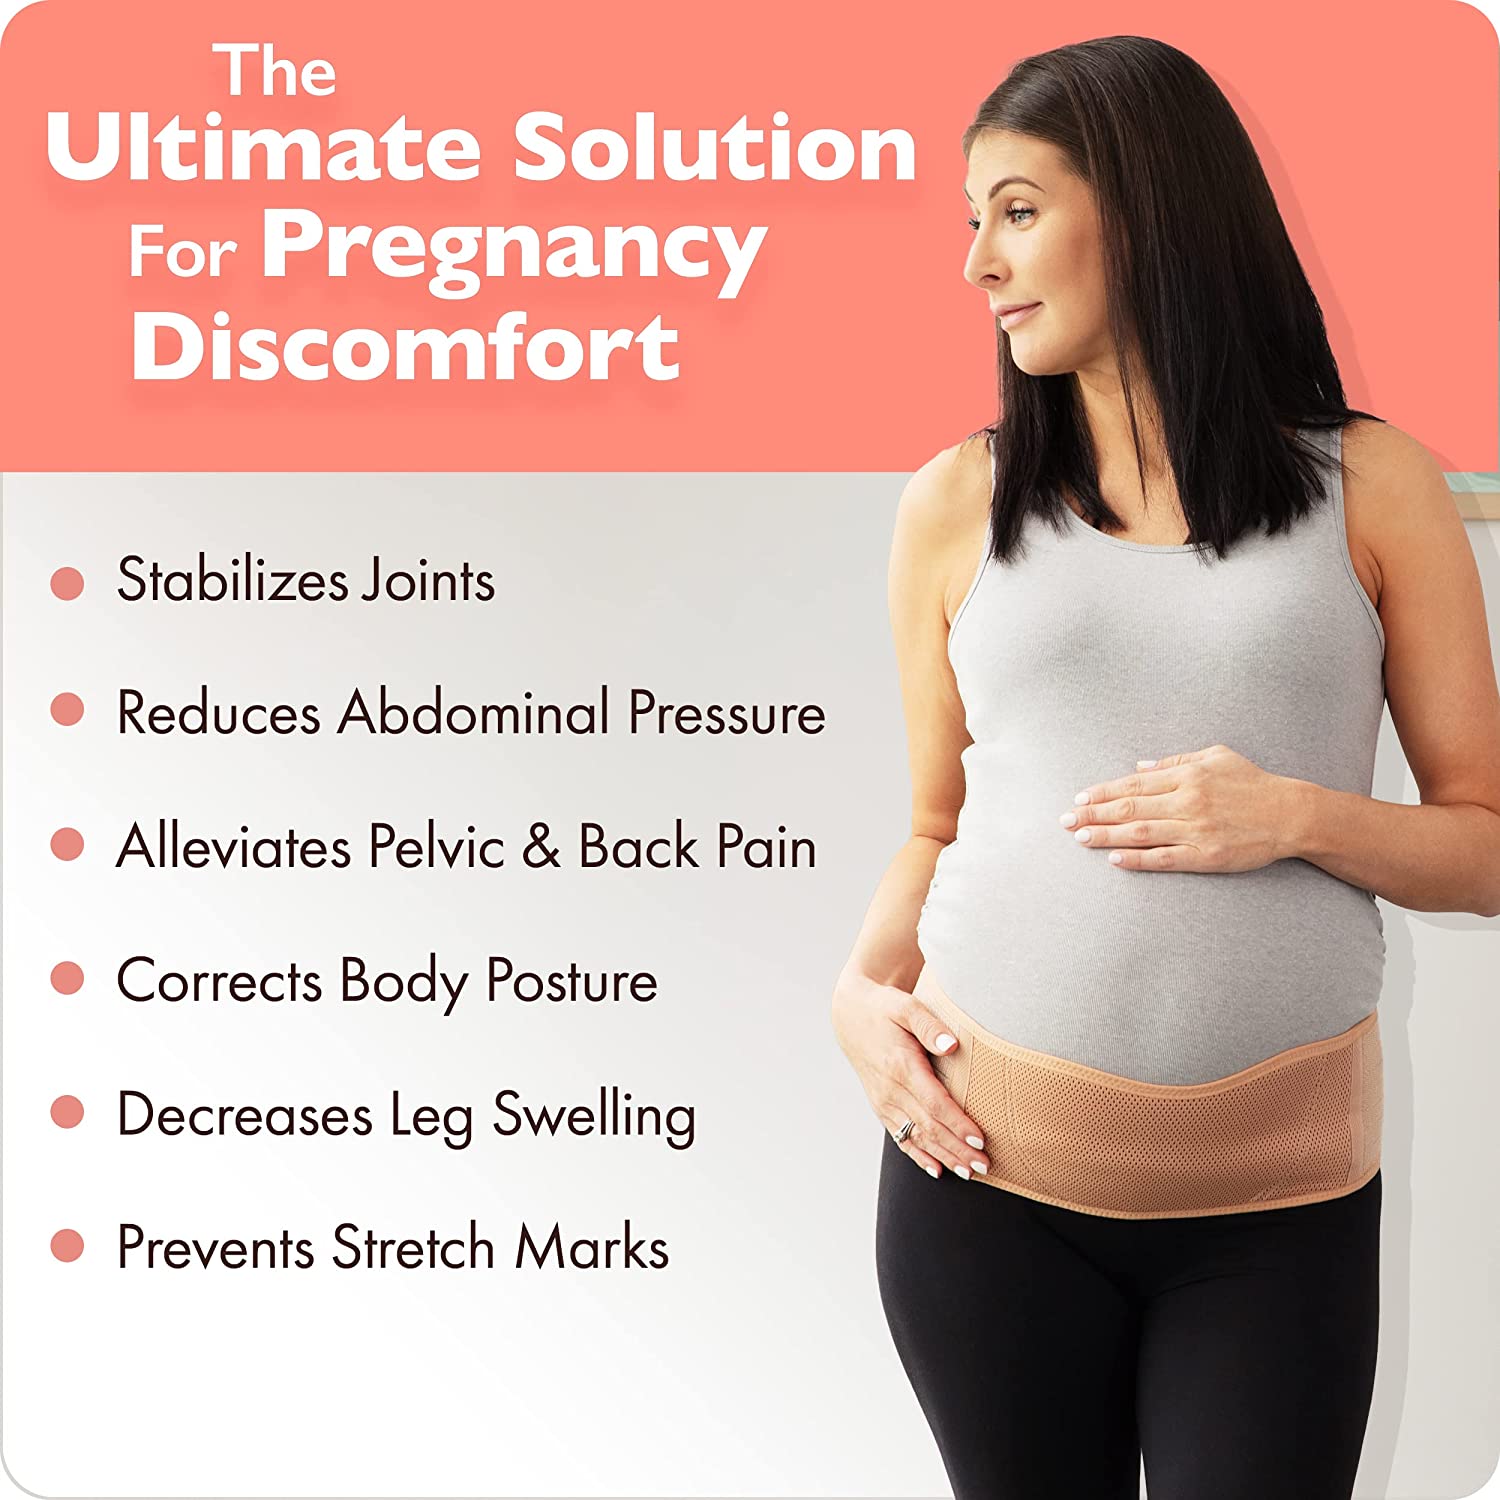 The
Ultimate Solution
For Pregnancy
Discomfort
Stabilizes Joints
Reduces Abdominal Pressure
Alleviates Pelvic & Back Pain
Corrects Body Posture
Decreases Leg Swelling
Prevents Stretch Marks